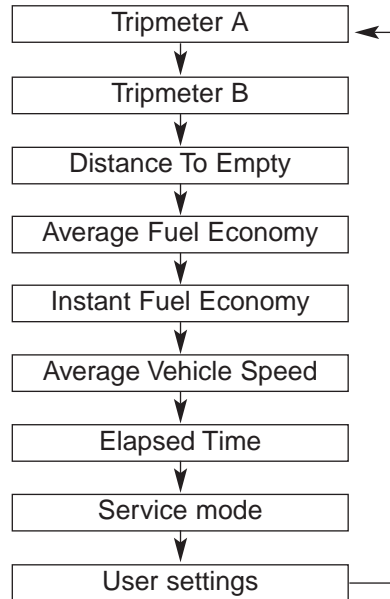 Tripmeter A
Tripmeter B
Distance To Empty
Average Fuel Economy
Instant Fuel Economy
Average Vehicle Speed
Elapsed Time
Service mode
User settings